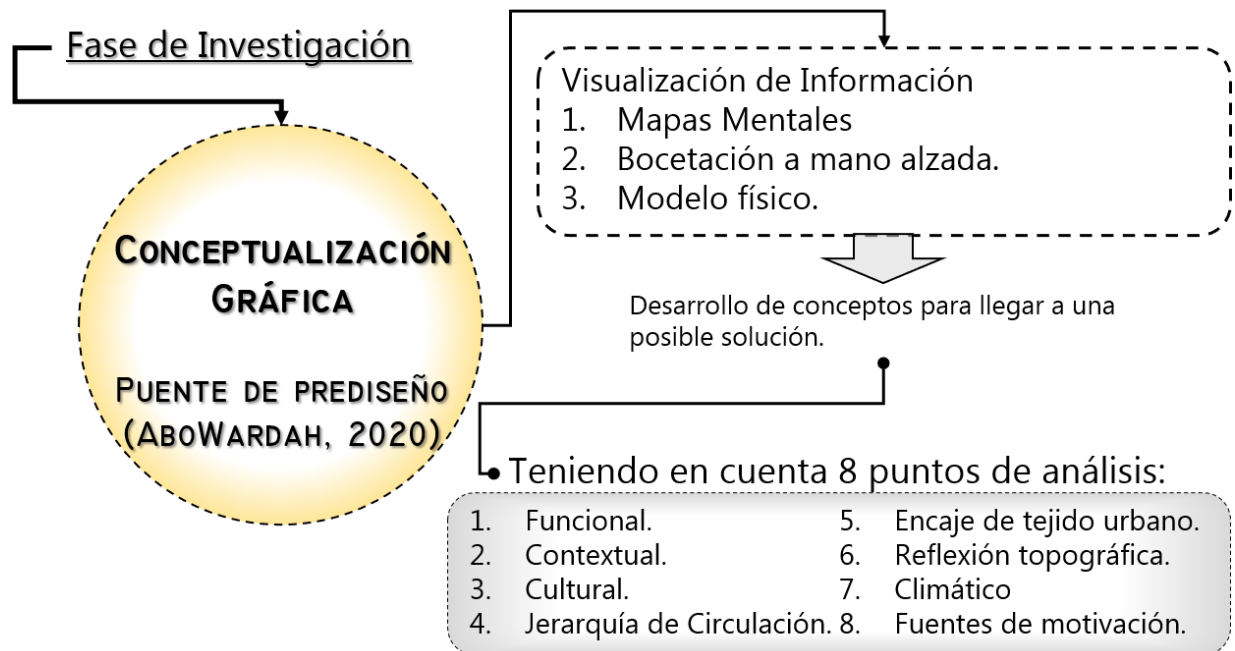 Fase de Investigación
CONCEPTUALIZACIÓN
GRÁFICA
PUENTE DE PREDISEÑO
(ABOWARDAH, 2020)
Visualización de Información
1. Mapas Mentales
2. Bocetación a mano alzada.
3. Modelo físico.
Desarrollo de conceptos para llegar a una
posible solución.
Teniendo en cuenta 8 puntos de análisis:
1. Funcional.
2. Contextual.
3. Cultural.
4. Jerarquía de Circulación.
5. Encaje de tejido urbano.
6. Reflexión topográfica.
7. Climático
8. Fuentes de motivación.